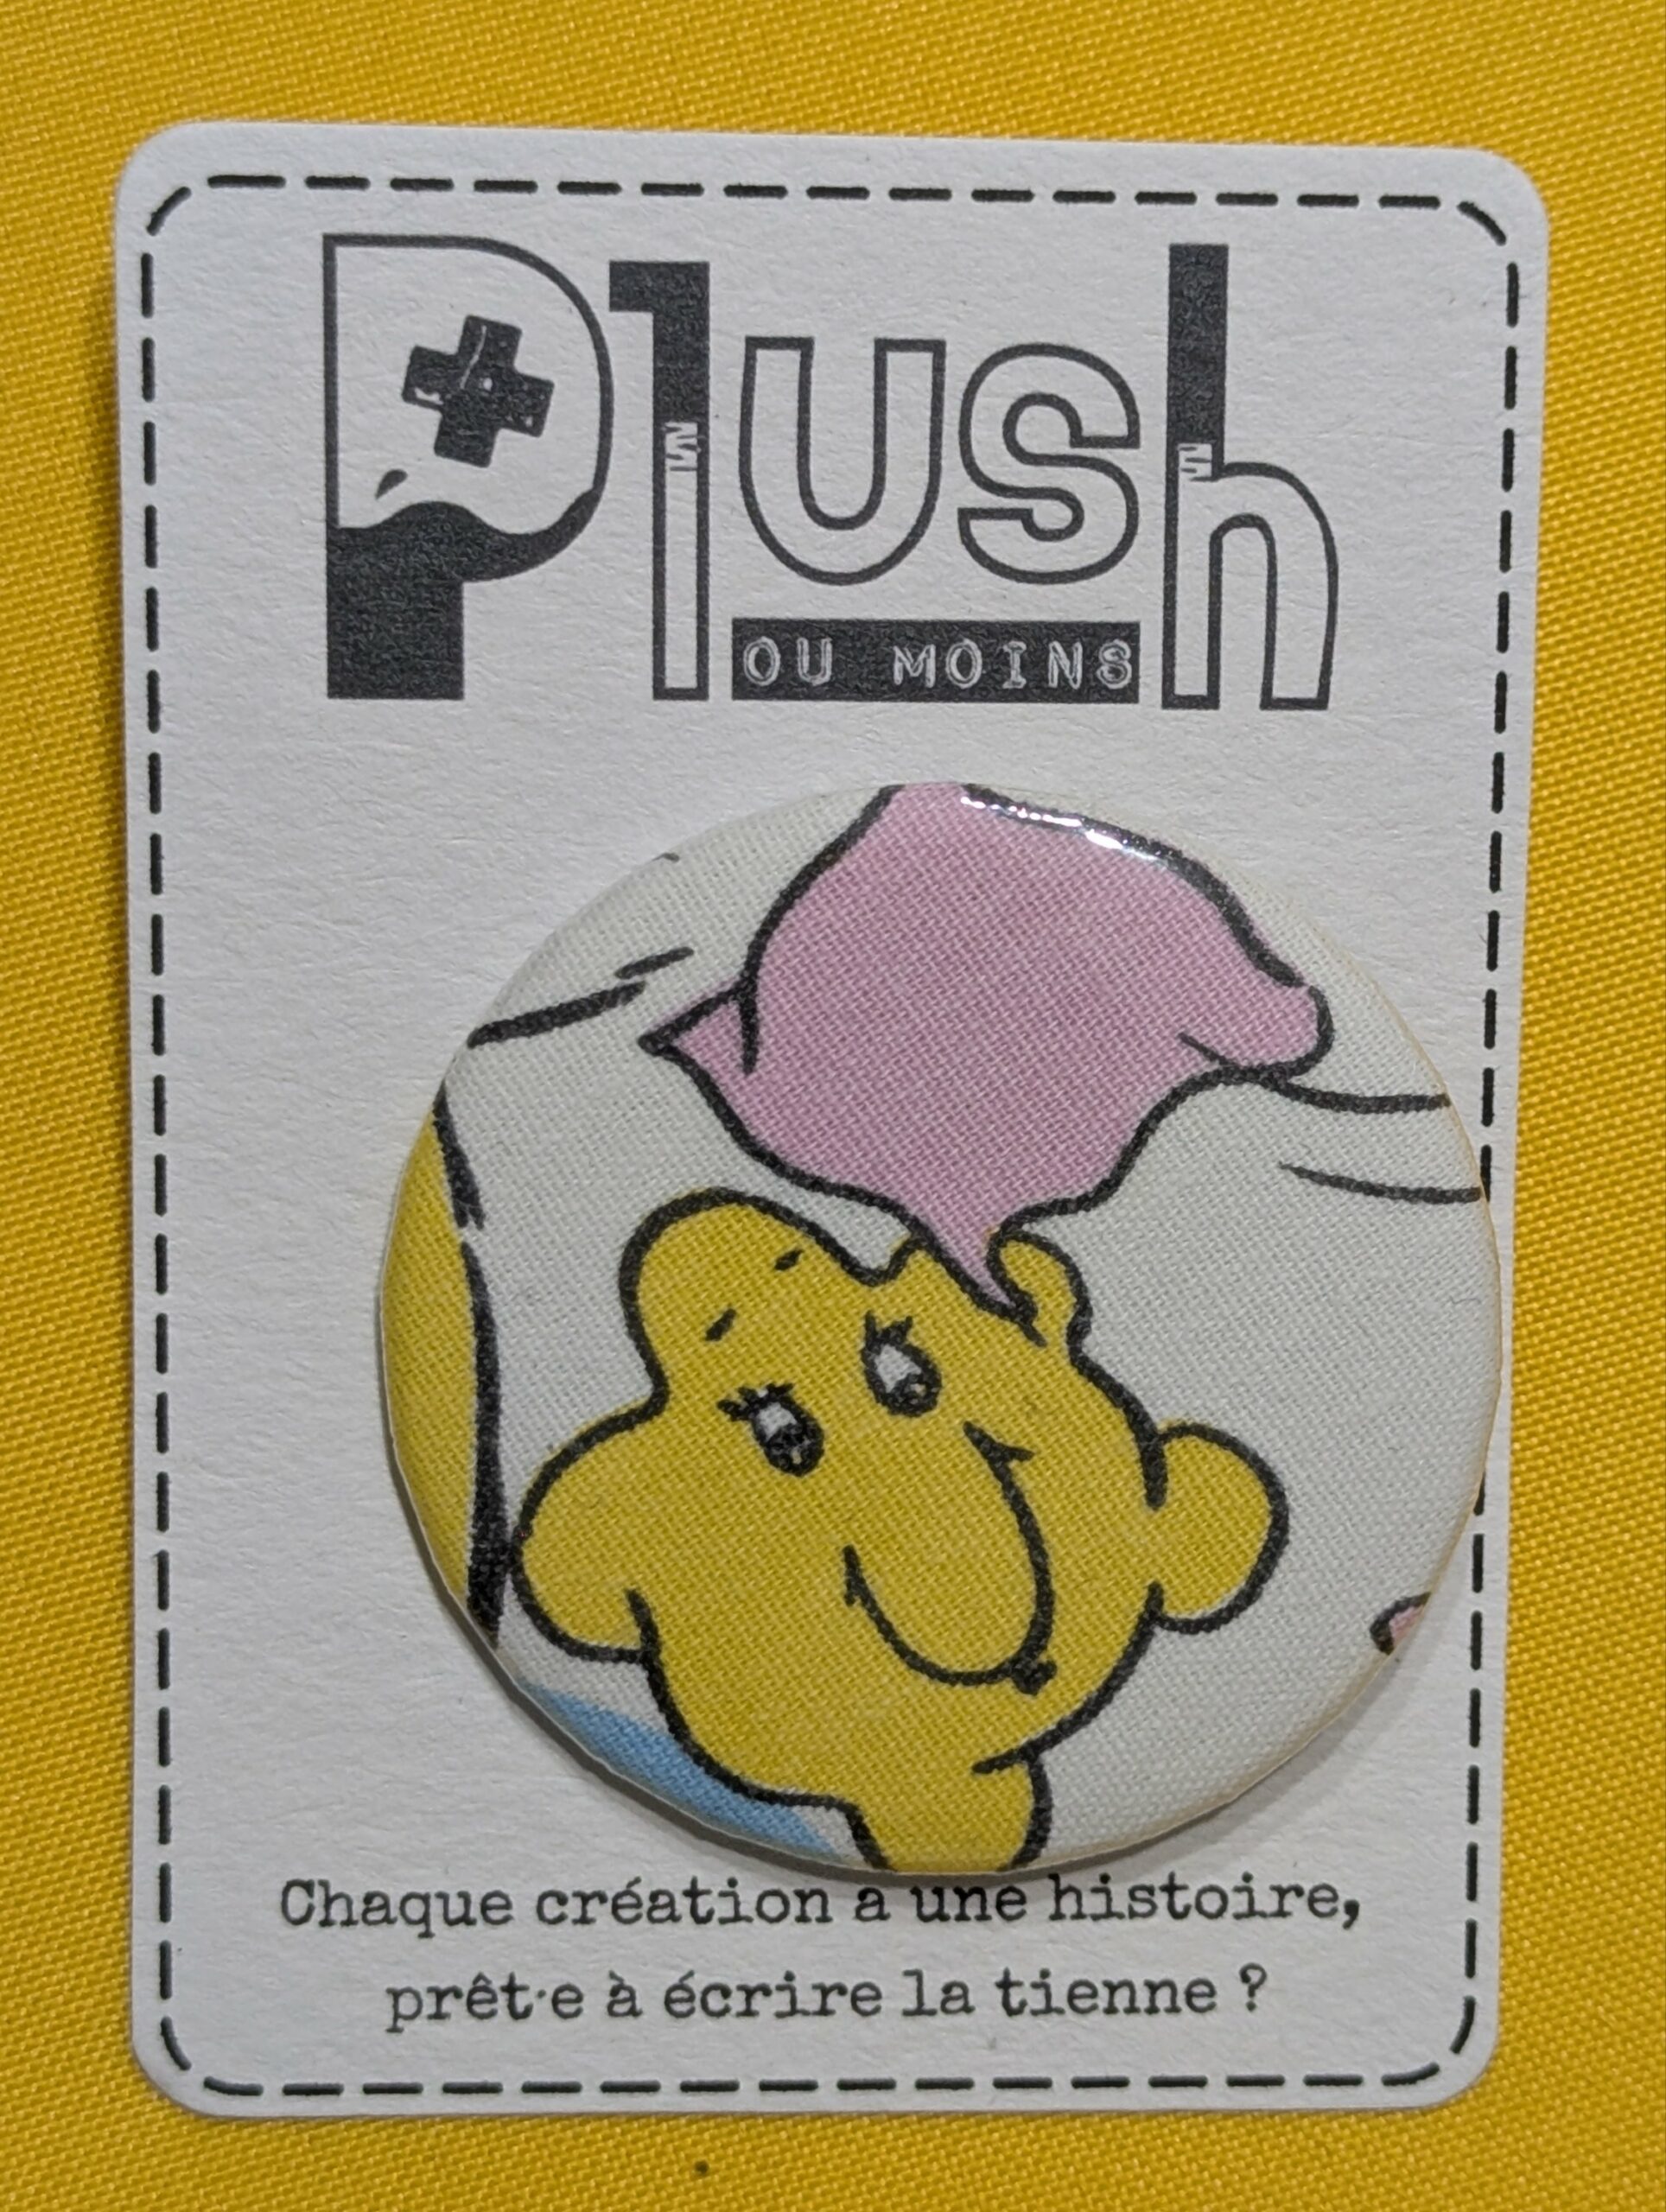 Plush
OU MOINS
Chaque création a une histoire,
prêt·e à écrire la tienne ?